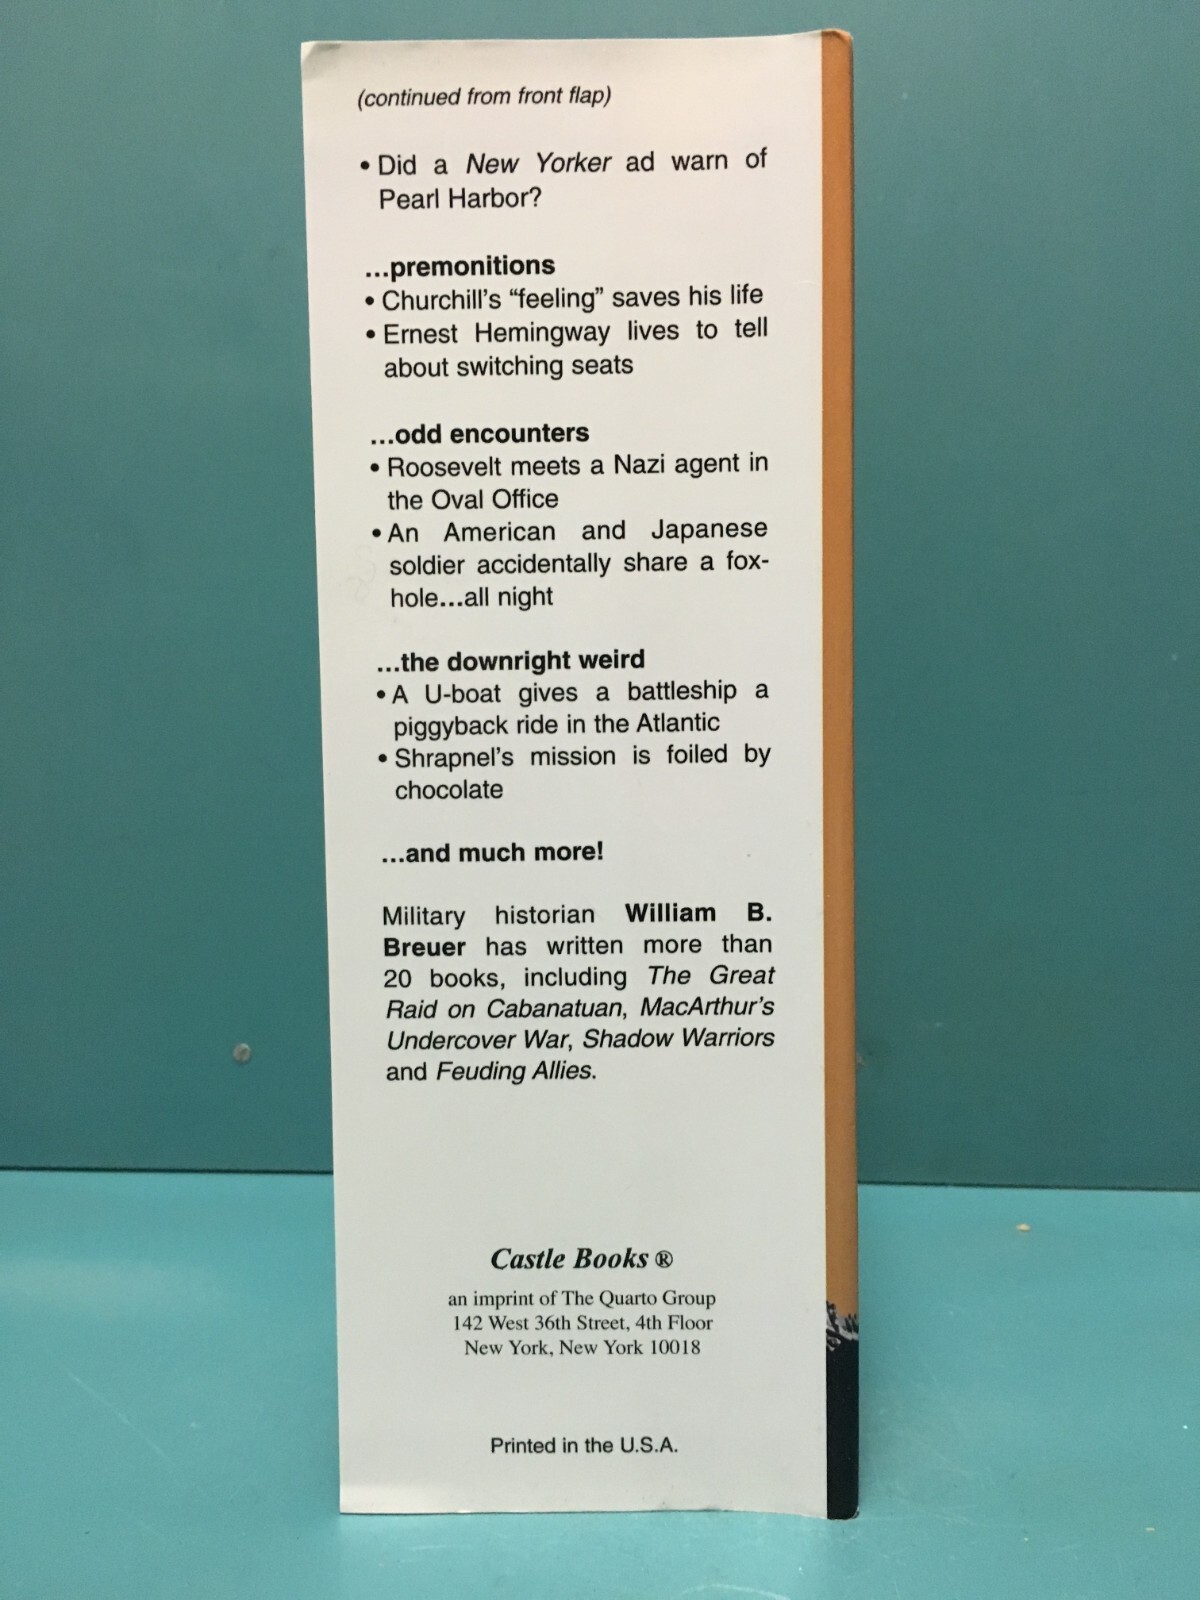 (continued from front flap)
• Did a New Yorker ad warn of
Pearl Harbor?
...premonitions
• Churchill's “feeling” saves his life
• Ernest Hemingway lives to tell
about switching seats
...odd encounters
• Roosevelt meets a Nazi agent in
the Oval Office
• An American and Japanese
soldier accidentally share a fox-
hole...all night
...the downright weird
• A U-boat gives a battleship a
piggyback ride in the Atlantic
• Shrapnel's mission is foiled by
chocolate
...and much more!
Military historian William B.
Breuer has written more than
20 books, including The Great
Raid on Cabanatuan, MacArthur's
Undercover War, Shadow Warriors
and Feuding Allies.
Castle Books ®
an imprint of The Quarto Group
142 West 36th Street, 4th Floor
New York, New York 10018
Printed in the U.S.A.